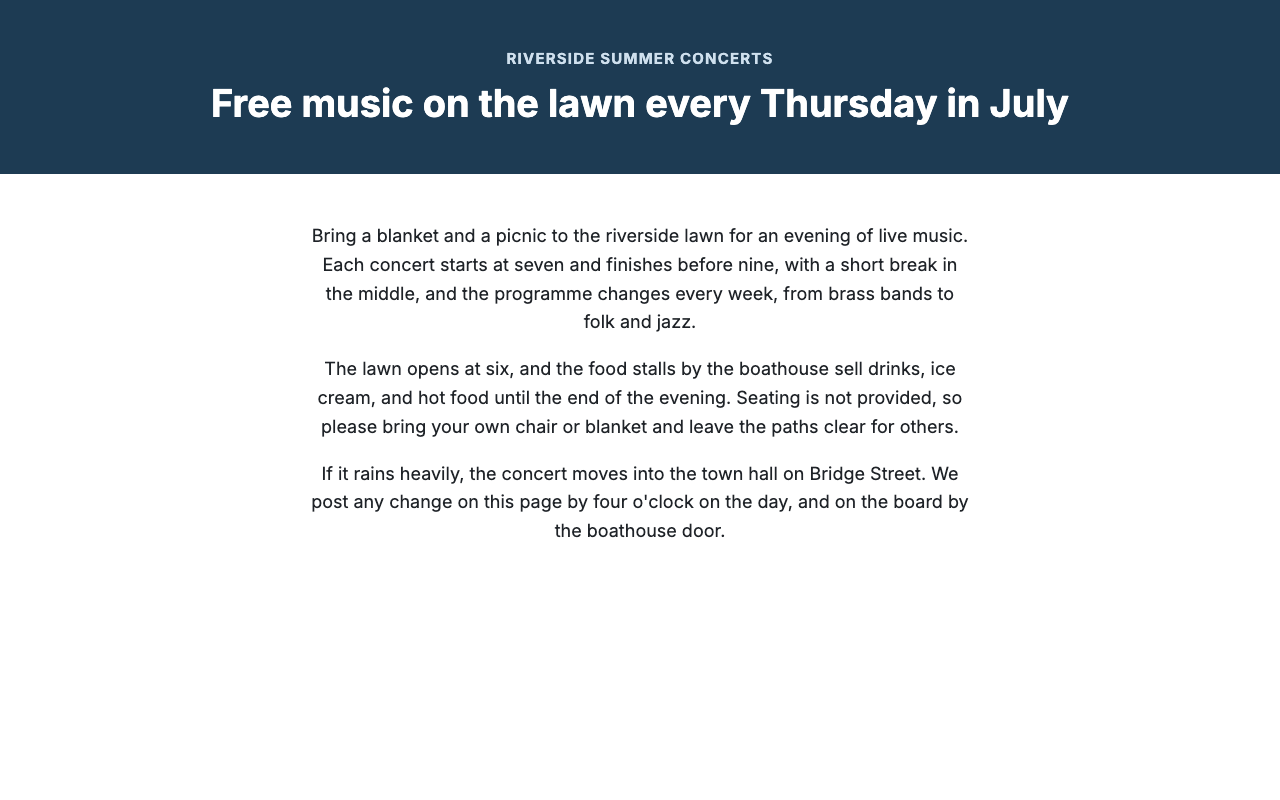 RIVERSIDE SUMMER CONCERTS
Free music on the lawn every Thursday in July
Bring a blanket and a picnic to the riverside lawn for an evening of live music.
Each concert starts at seven and finishes before nine, with a short break in
the middle, and the programme changes every week, from brass bands to
folk and jazz.
The lawn opens at six, and the food stalls by the boathouse sell drinks, ice
cream, and hot food until the end of the evening. Seating is not provided, so
please bring your own chair or blanket and leave the paths clear for others.
If it rains heavily, the concert moves into the town hall on Bridge Street. We
post any change on this page by four o'clock on the day, and on the board by
the boathouse door.